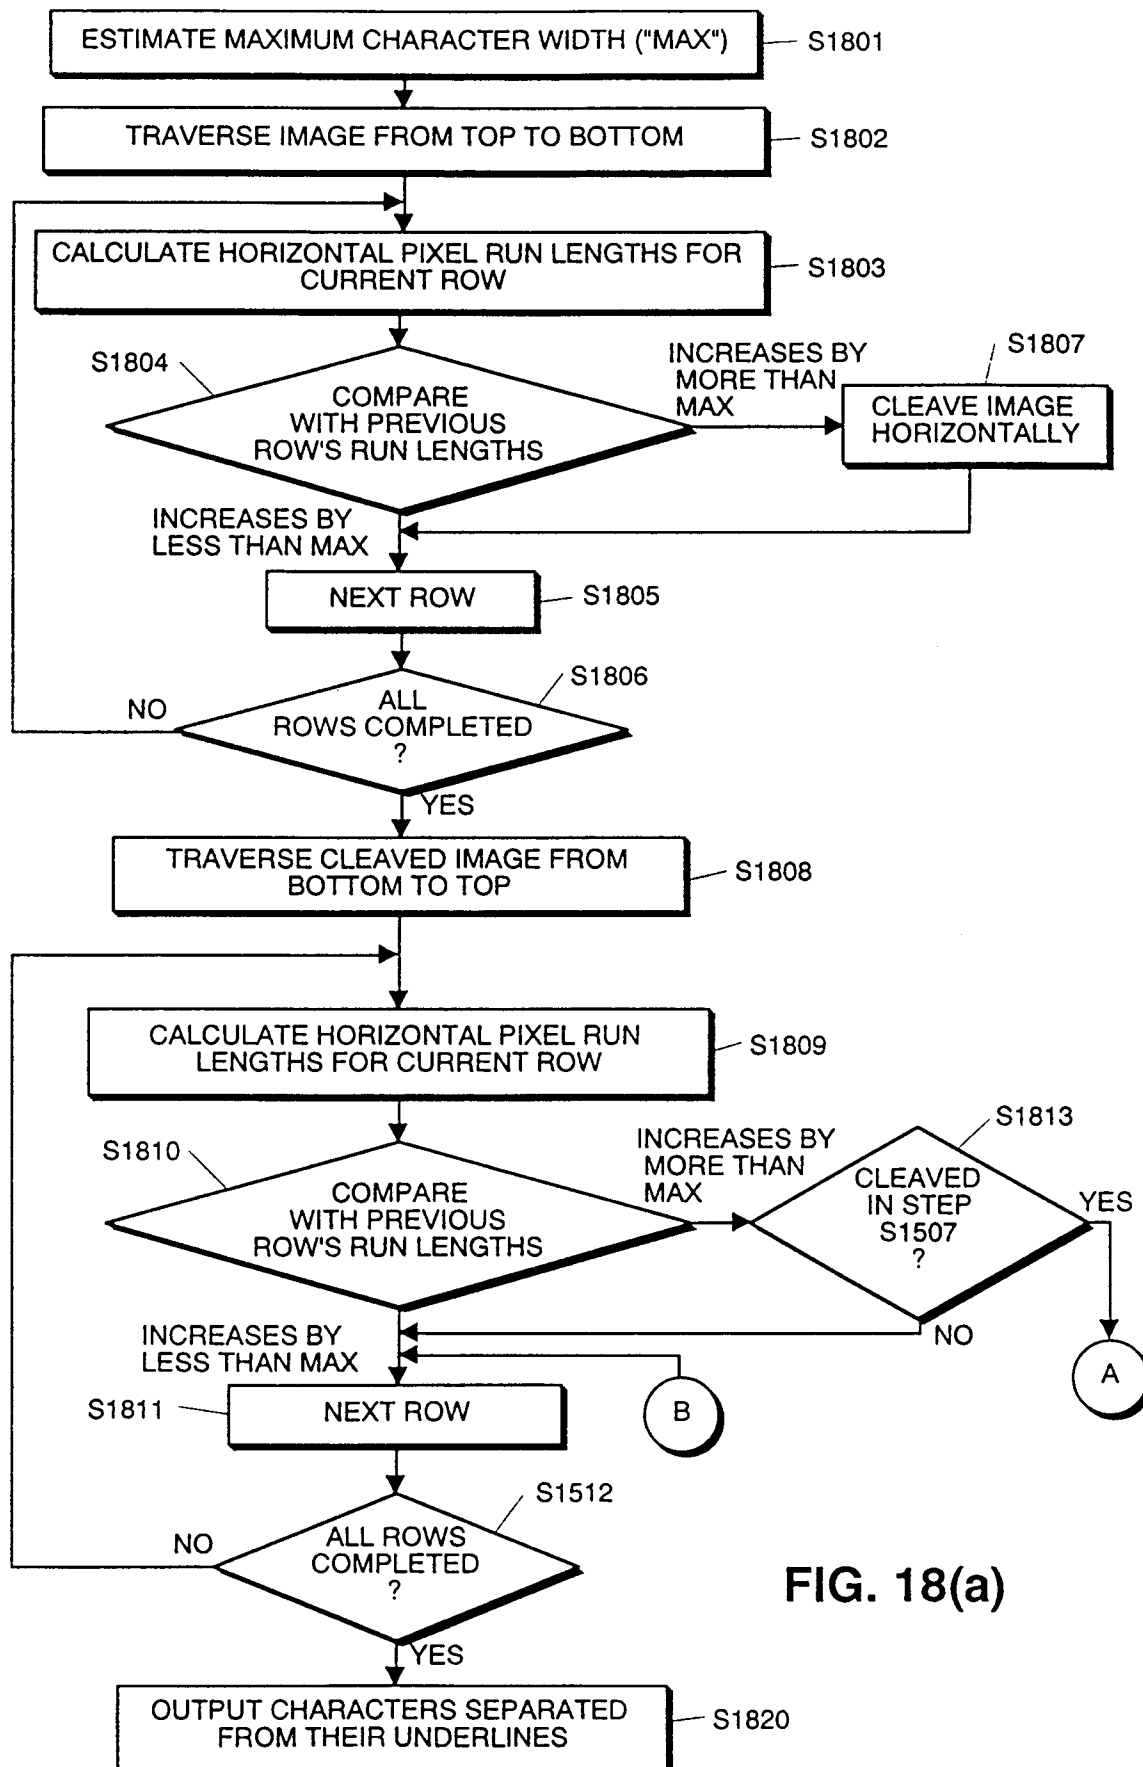 ESTIMATE MAXIMUM CHARACTER WIDTH ("MAX")
S1801
TRAVERSE IMAGE FROM TOP TO BOTTOM
S1802
CALCULATE HORIZONTAL PIXEL RUN LENGTHS FOR
CURRENT ROW
S1803
S1804
COMPARE
WITH PREVIOUS
ROW'S RUN LENGTHS
INCREASES BY
MORE THAN
MAX
S1807
CLEAVE IMAGE
HORIZONTALLY
INCREASES BY
LESS THAN MAX
NEXT ROW
S1805
S1806
ALL
ROWS COMPLETED
?
NO
YES
TRAVERSE CLEAVED IMAGE FROM
BOTTOM TO TOP
S1808
CALCULATE HORIZONTAL PIXEL RUN
LENGTHS FOR CURRENT ROW
S1809
S1810
COMPARE
WITH PREVIOUS
ROW'S RUN LENGTHS
INCREASES BY
MORE THAN
MAX
S1813
CLEAVED
IN STEP
S1507
?
YES
NO
A
INCREASES BY
LESS THAN MAX
B
S1811
NEXT ROW
S1512
ALL ROWS
COMPLETED
?
NO
YES
FIG. 18(a)
OUTPUT CHARACTERS SEPARATED
FROM THEIR UNDERLINES
S1820